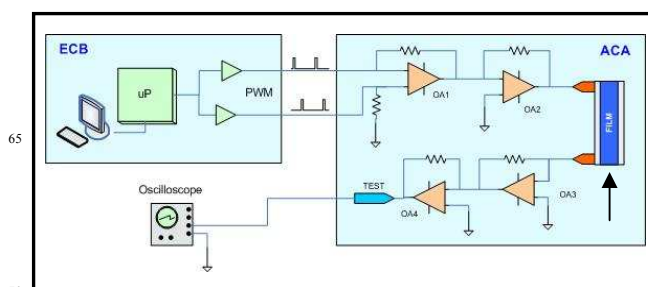 ECB
ACA
uP
PWM
OA1
OA2
FILM
65
Oscilloscope
TEST
OA4
OA3